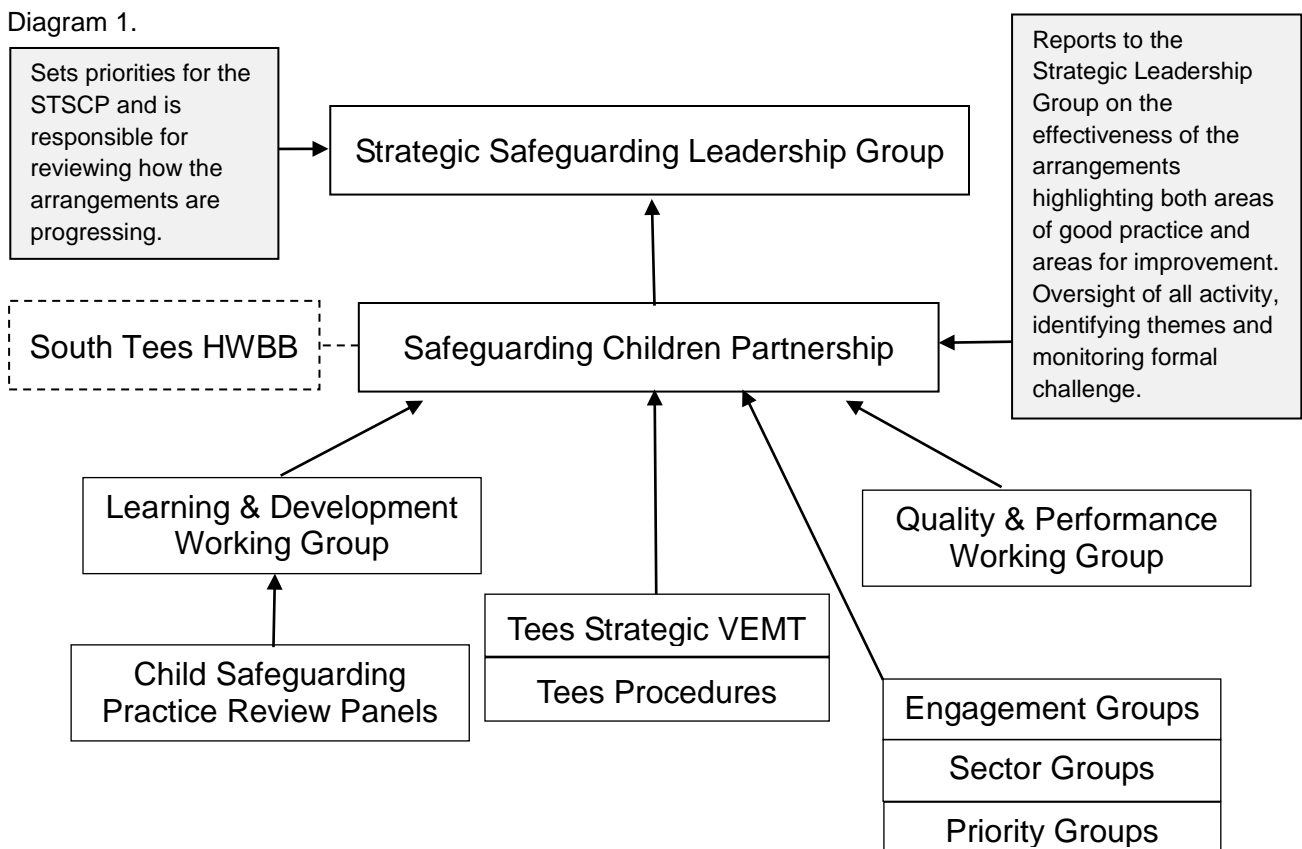 Diagram 1.
Sets priorities for the
STSCP and is
responsible for
reviewing how the
arrangements are
progressing.
Strategic Safeguarding Leadership Group
Reports to the
Strategic Leadership
Group on the
effectiveness of the
arrangements
highlighting both areas
of good practice and
areas for improvement.
Oversight of all activity,
identifying themes and
monitoring formal
challenge.
South Tees HWBB
Safeguarding Children Partnership
Learning & Development
Working Group
Quality & Performance
Working Group
Child Safeguarding
Practice Review Panels
Tees Strategic VEMT
Tees Procedures
Engagement Groups
Sector Groups
Priority Groups